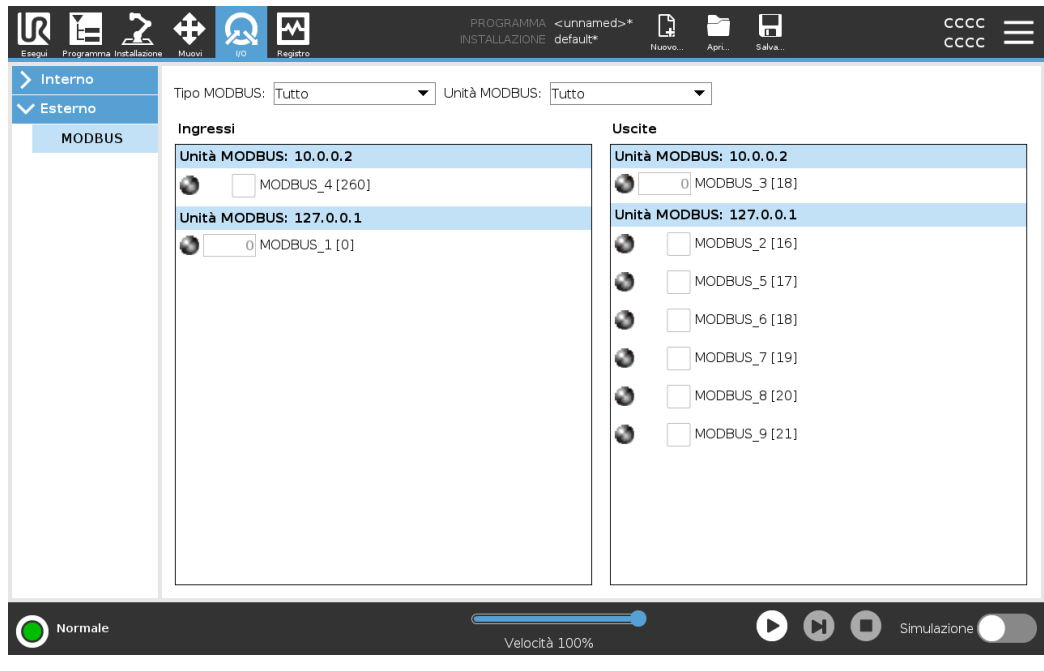 PROGRAMMA <unnamed>*
INSTALLAZIONE default*
CCCC
CCCC
Esegui Programma Installazione Muovi I/O Registro Nuovo... Apri... Salva...
Interno
Esterno
MODBUS
Tipo MODBUS: Tutto Unità MODBUS: Tutto
Ingressi
Unità MODBUS: 10.0.0.2
MODBUS_4 [260]
Unità MODBUS: 127.0.0.1
0 MODBUS_1 [0]
Uscite
Unità MODBUS: 10.0.0.2
0 MODBUS_3 [18]
Unità MODBUS: 127.0.0.1
MODBUS_2 [16]
MODBUS_5 [17]
MODBUS_6 [18]
MODBUS_7 [19]
MODBUS_8 [20]
MODBUS_9 [21]
Normale
Velocità 100%
Simulazione